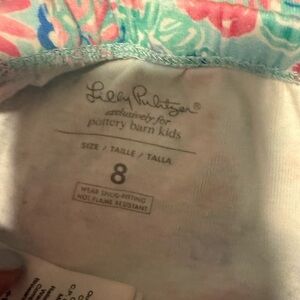 Lilly Pulitzer®
exclusively for
pottery barn kids
SIZE / TAILLE / TALLA
8
WEAR SNUG-FITTING
NOT FLAME RESISTANT